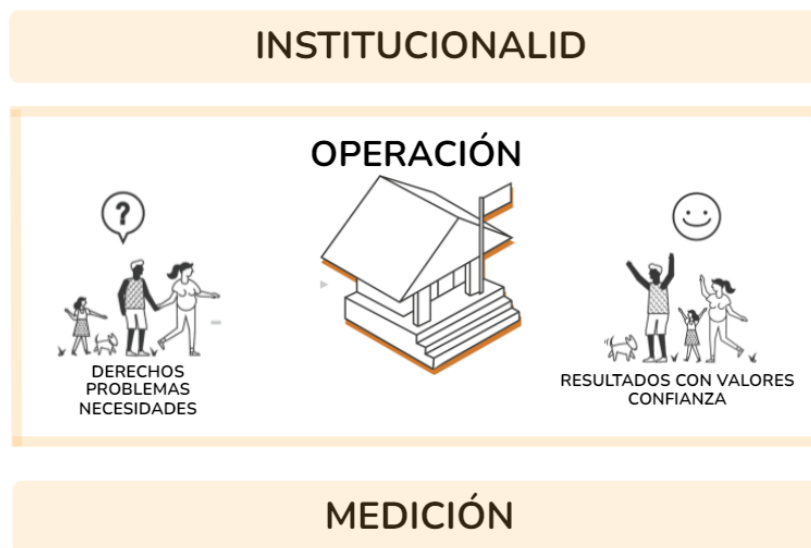 INSTITUCIONALID
OPERACIÓN
?
DERECHOS
PROBLEMAS
NECESIDADES
RESULTADOS CON VALORES
CONFIANZA
MEDICIÓN